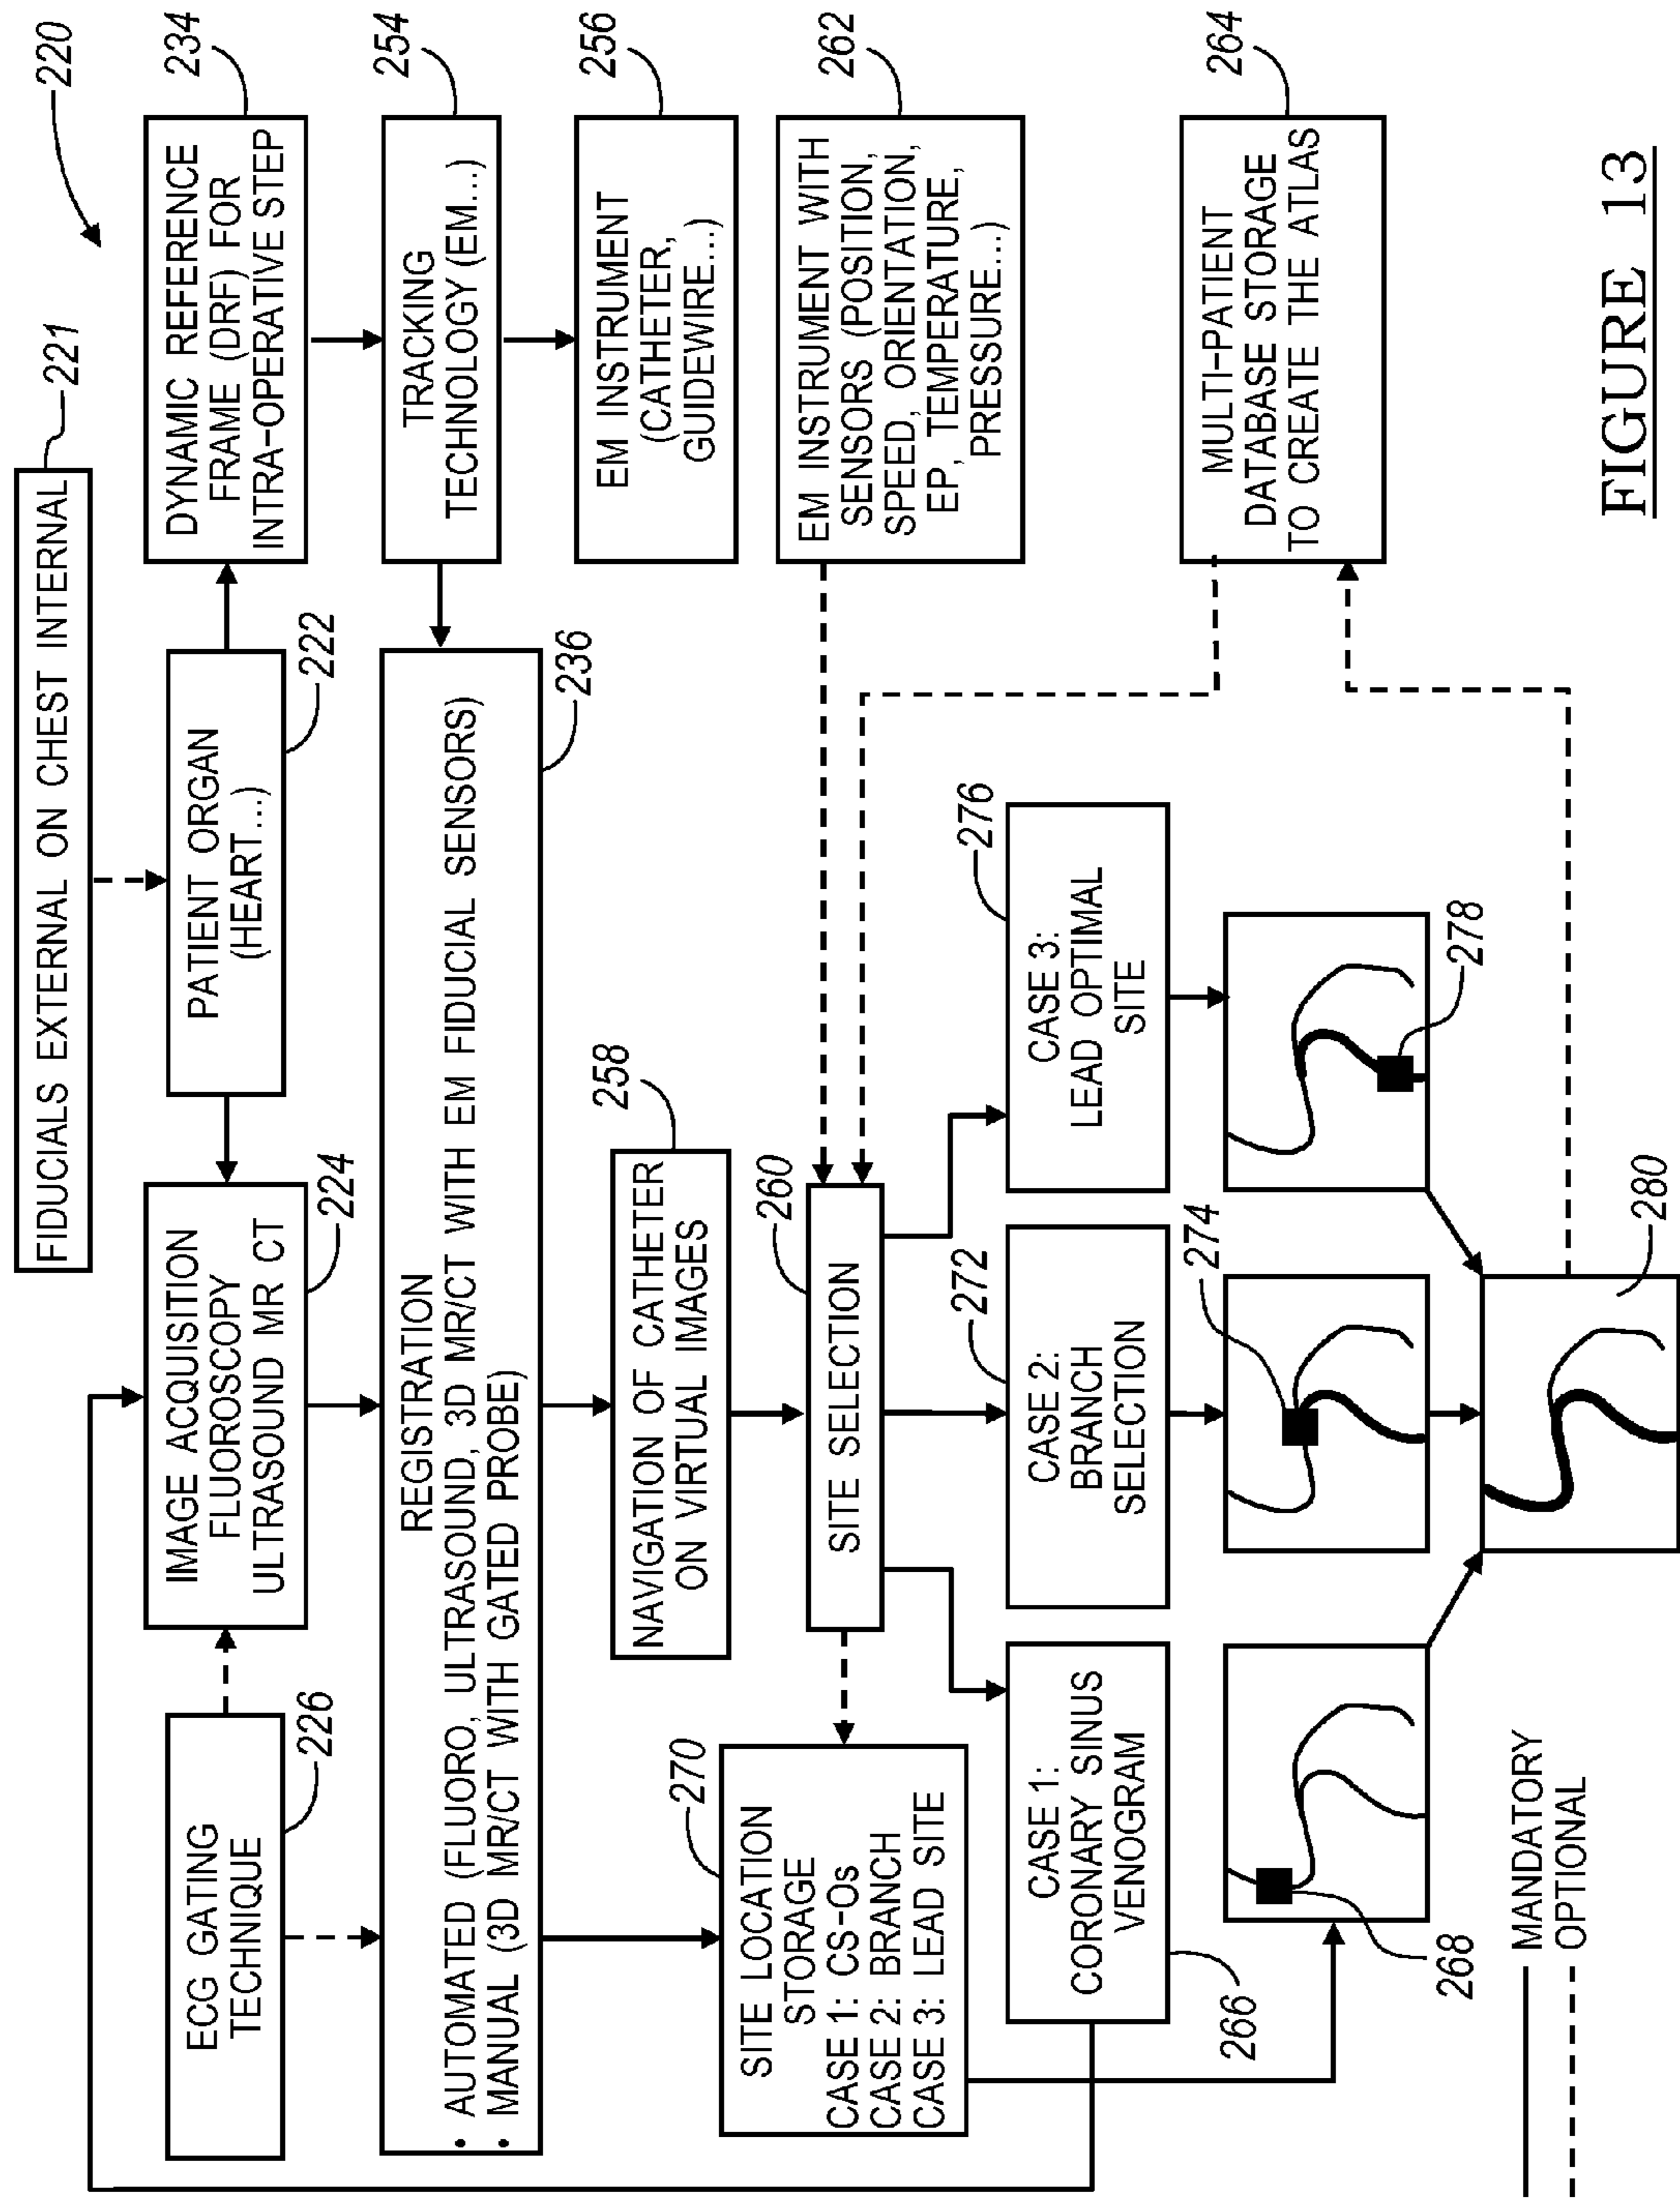 220
FIDUCIALS EXTERNAL ON CHEST INTERNAL
221
ECG GATING
TECHNIQUE
226
IMAGE ACQUISITION
FLUOROSCOPY
ULTRASOUND MR CT
224
PATIENT ORGAN
(HEART...)
222
DYNAMIC REFERENCE
FRAME (DRF) FOR
INTRA-OPERATIVE STEP
234
REGISTRATION
• AUTOMATED (FLUORO, ULTRASOUND, 3D MR/CT WITH EM FIDUCIAL SENSORS)
• MANUAL (3D MR/CT WITH GATED PROBE)
236
TRACKING
TECHNOLOGY (EM...)
254
EM INSTRUMENT
(CATHETER,
GUIDEWIRE...)
256
NAVIGATION OF CATHETER
ON VIRTUAL IMAGES
258
SITE LOCATION
STORAGE
CASE 1: CS-Os
CASE 2: BRANCH
CASE 3: LEAD SITE
270
SITE SELECTION
260
EM INSTRUMENT WITH
SENSORS (POSITION,
SPEED, ORIENTATION,
EP, TEMPERATURE,
PRESSURE...)
262
CASE 1:
CORONARY SINUS
VENOGRAM
266
CASE 2:
BRANCH
SELECTION
272
CASE 3:
LEAD OPTIMAL
SITE
276
MULTI-PATIENT
DATABASE STORAGE
TO CREATE THE ATLAS
264
268
274
278
280
MANDATORY
OPTIONAL
FIGURE 13